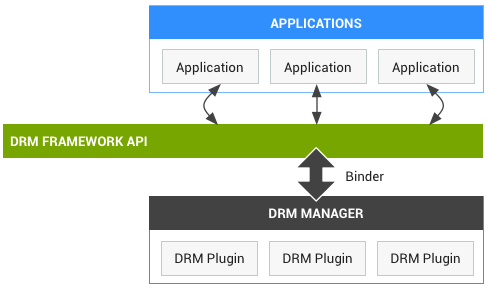 APPLICATIONS
Application Application Application
DRM FRAMEWORK API
Binder
DRM MANAGER
DRM Plugin DRM Plugin DRM Plugin